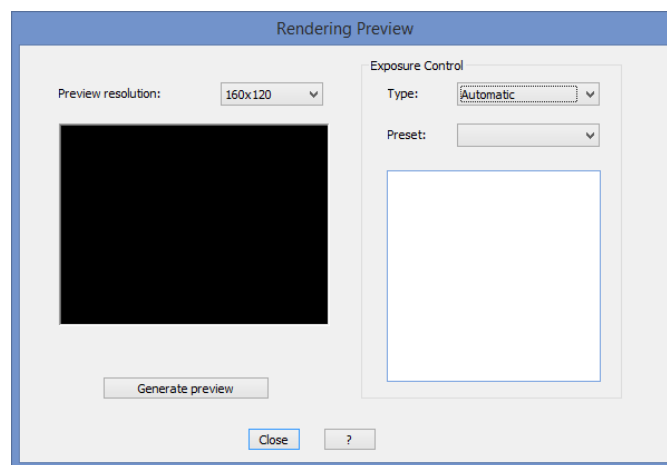 Rendering Preview
Exposure Control
Preview resolution: 160x120
Type: Automatic
Preset:
Generate preview
Close ?